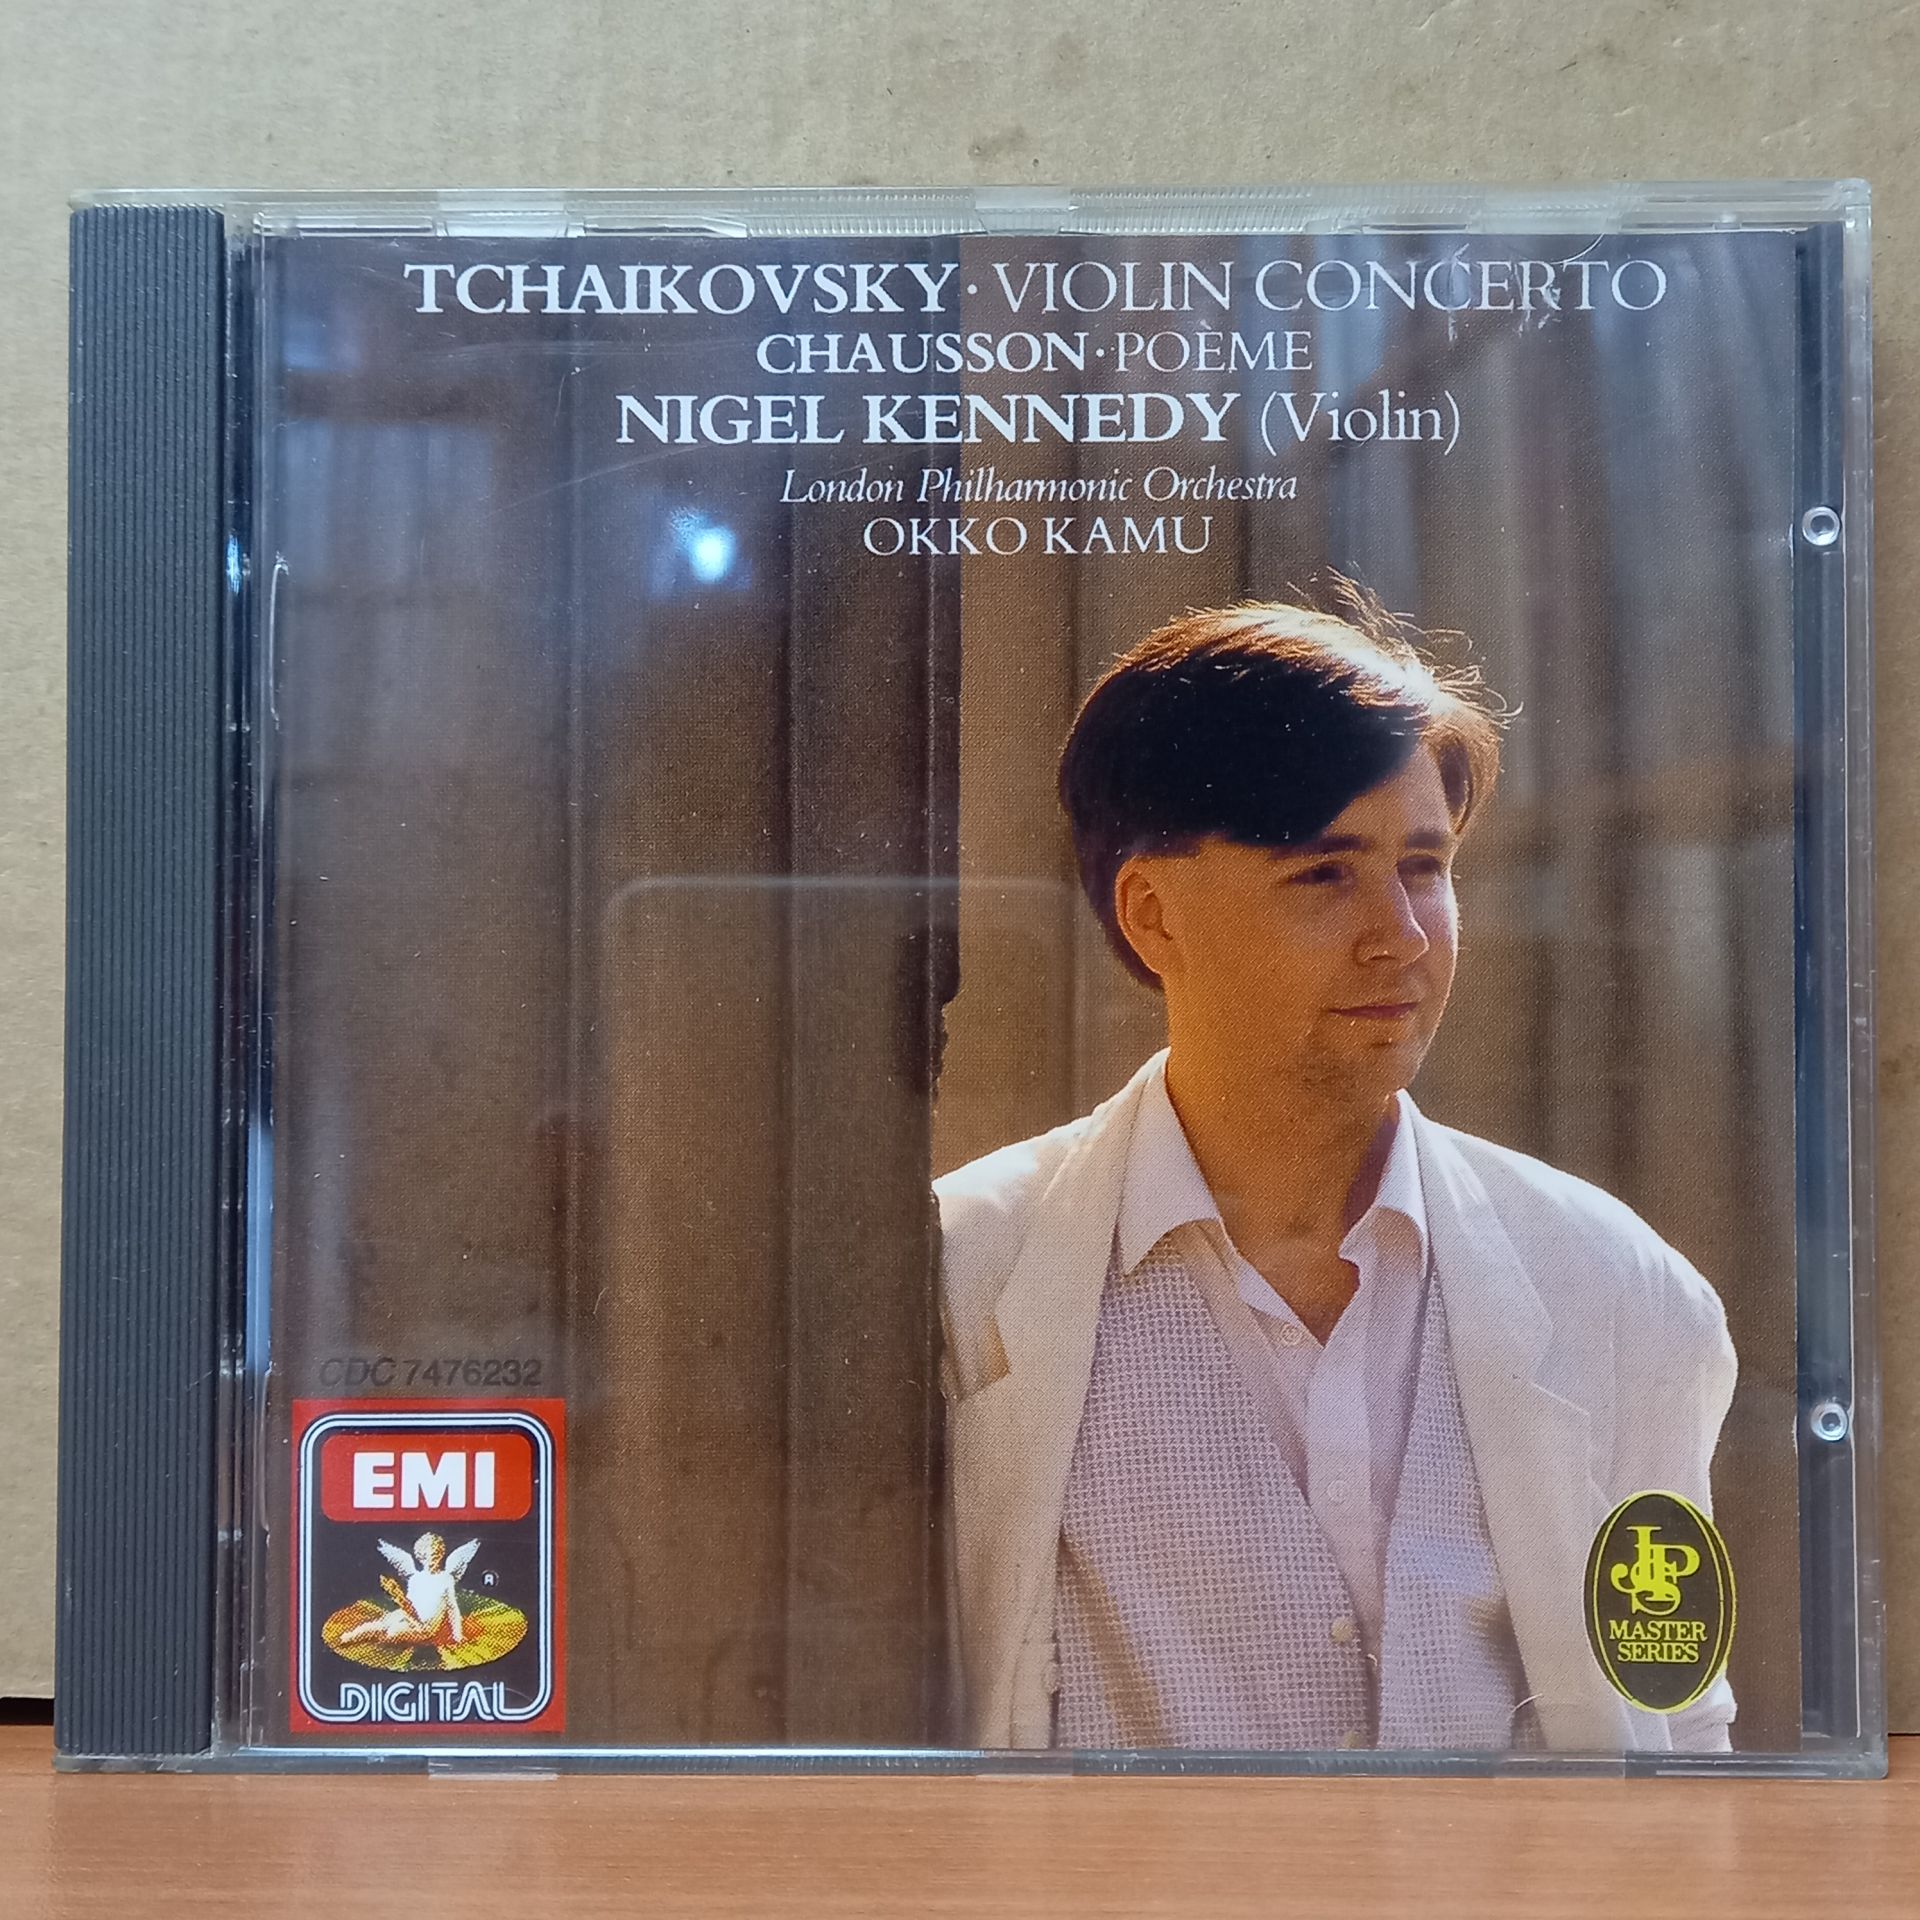 TCHAIKOVSKY · VIOLIN CONCERTO
CHAUSSON · POÈME
NIGEL KENNEDY (Violin)
London Philharmonic Orchestra
OKKO KAMU
CDC 7476232
EMI
®
DIGITAL
JPS
MASTER
SERIES